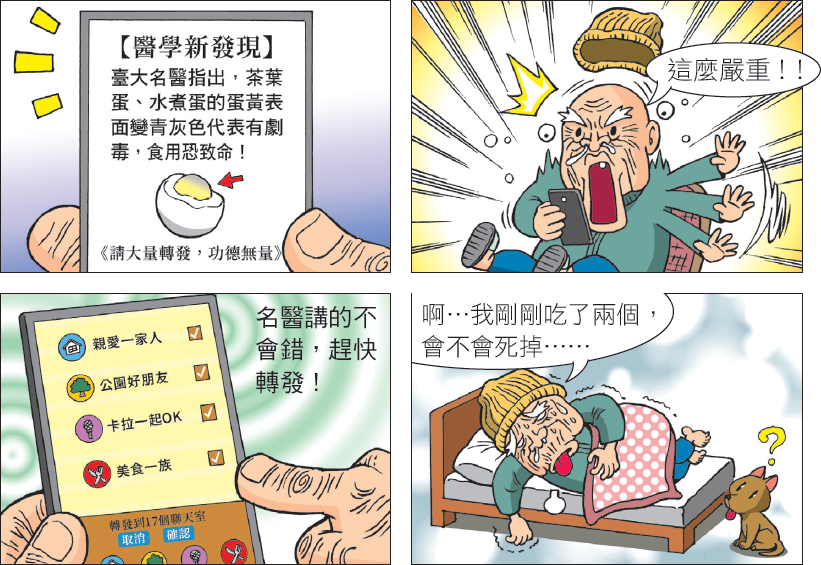 【醫學新發現】
臺大名醫指出，茶葉
蛋、水煮蛋的蛋黃表
面變青灰色代表有劇
毒，食用恐致命！
《請大量轉發，功德無量》
這麼嚴重！！
親愛一家人
公園好朋友
卡拉一起OK
美食一族
轉發到17個聊天室
取消 確認
名醫講的不
會錯，趕快
轉發！
啊…我剛剛吃了兩個，
會不會死掉……